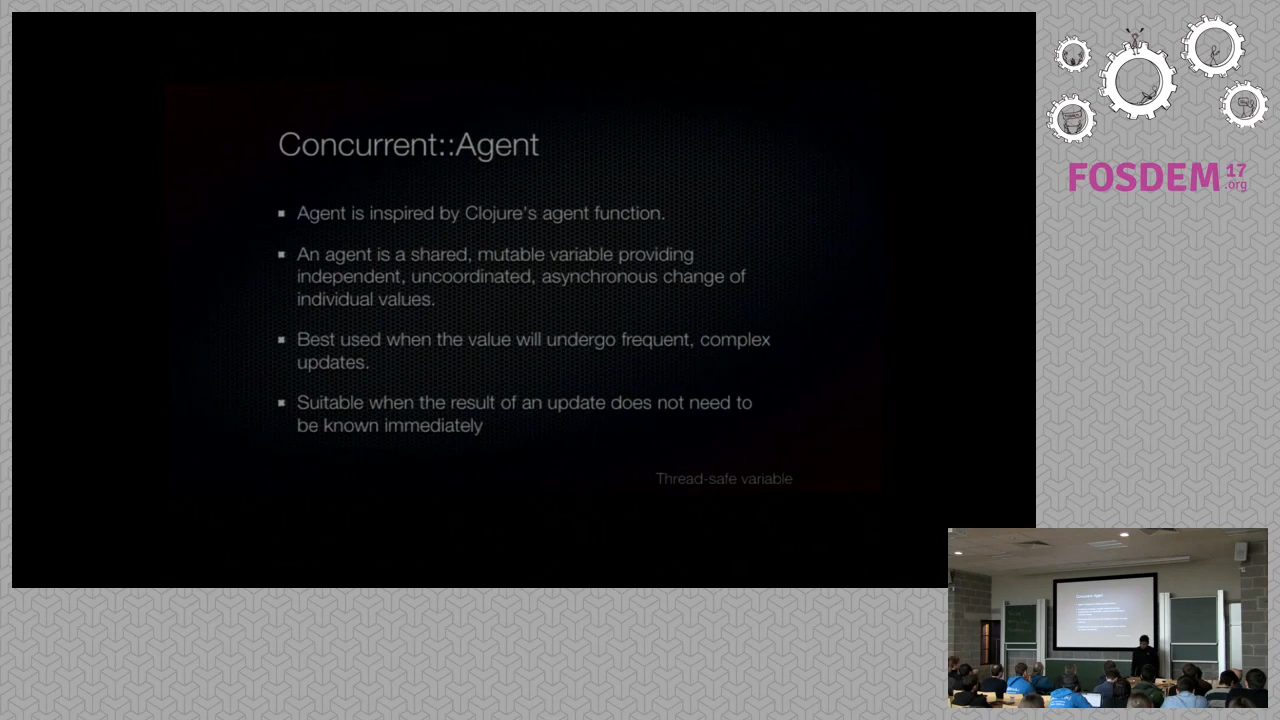 Concurrent::Agent
▪ Agent is inspired by Clojure's agent function.
▪ An agent is a shared, mutable variable providing
independent, uncoordinated, asynchronous change of
individual values.
▪ Best used when the value will undergo frequent, complex
updates.
▪ Suitable when the result of an update does not need to
be known immediately
Thread-safe variable
FOSDEM 17
.org